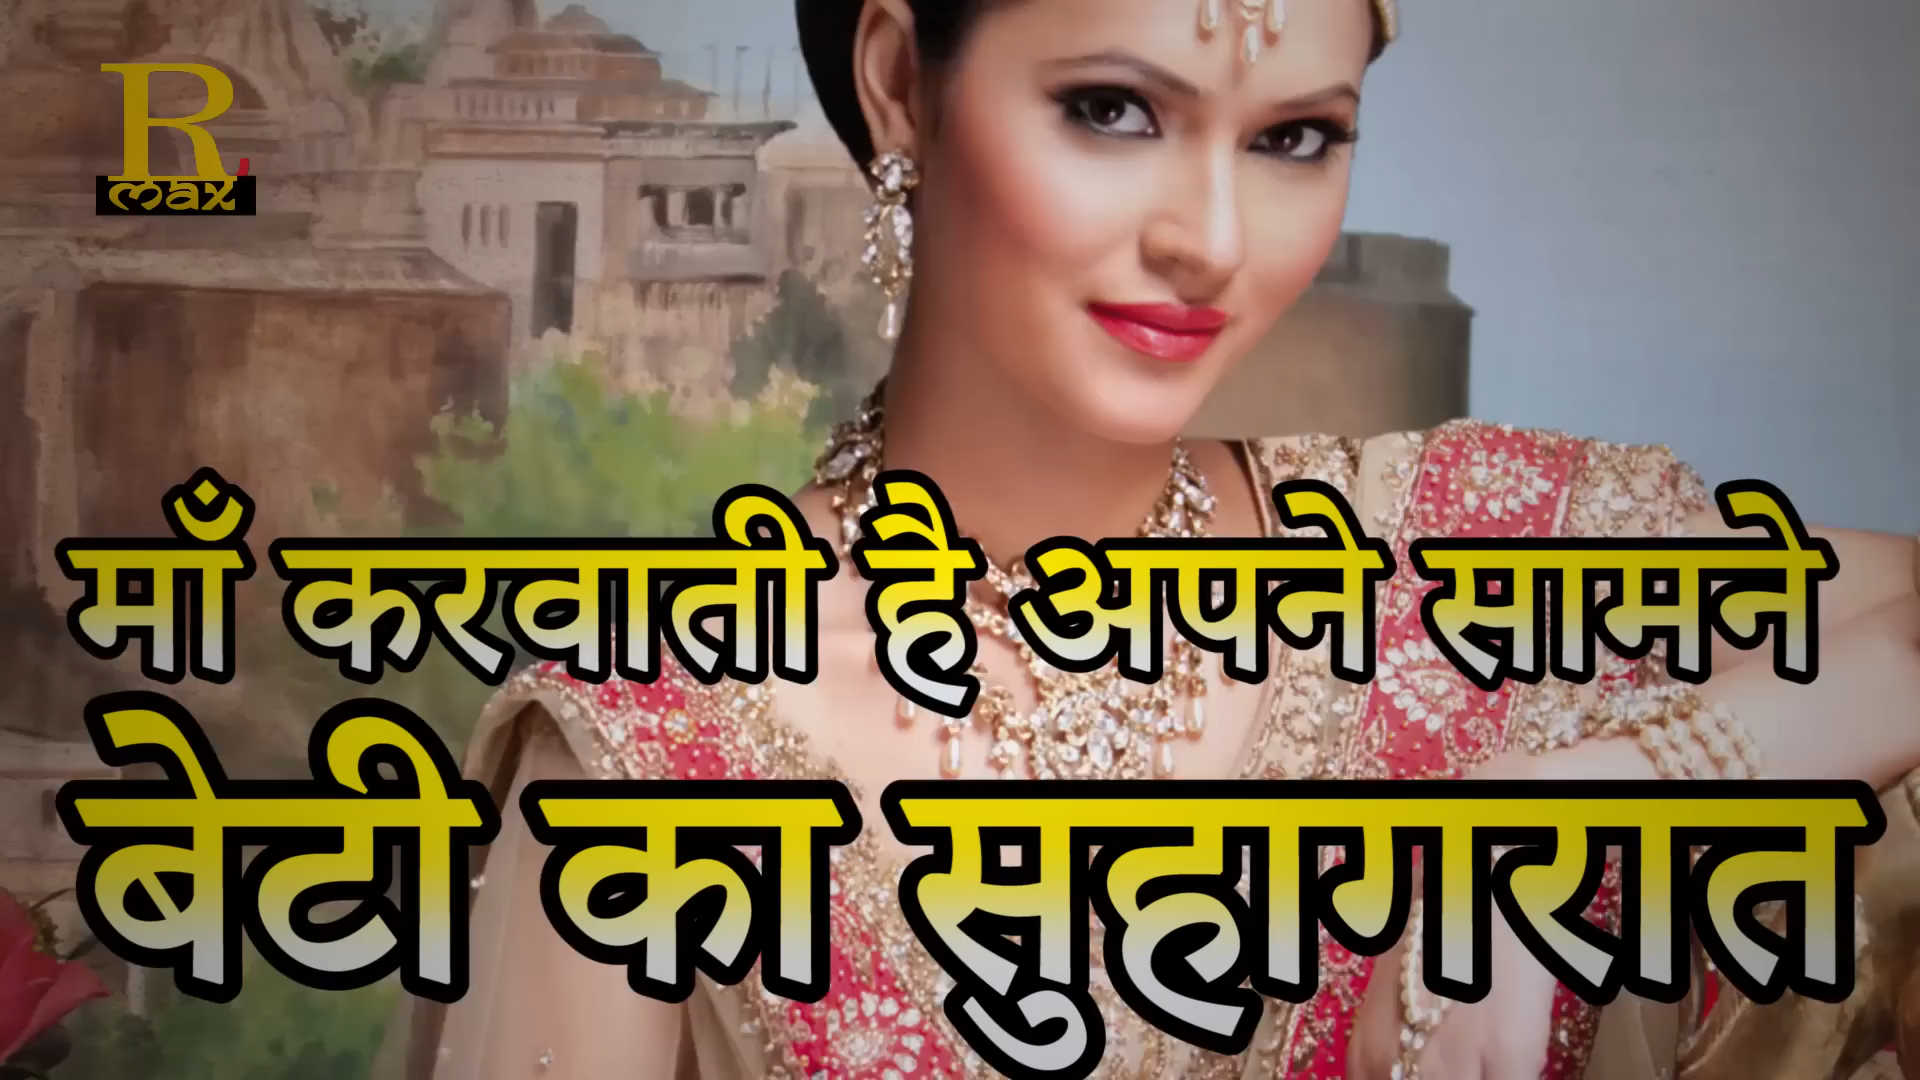 R
max
माँ करवाती है अपने सामने
बेटी का सुहागरात